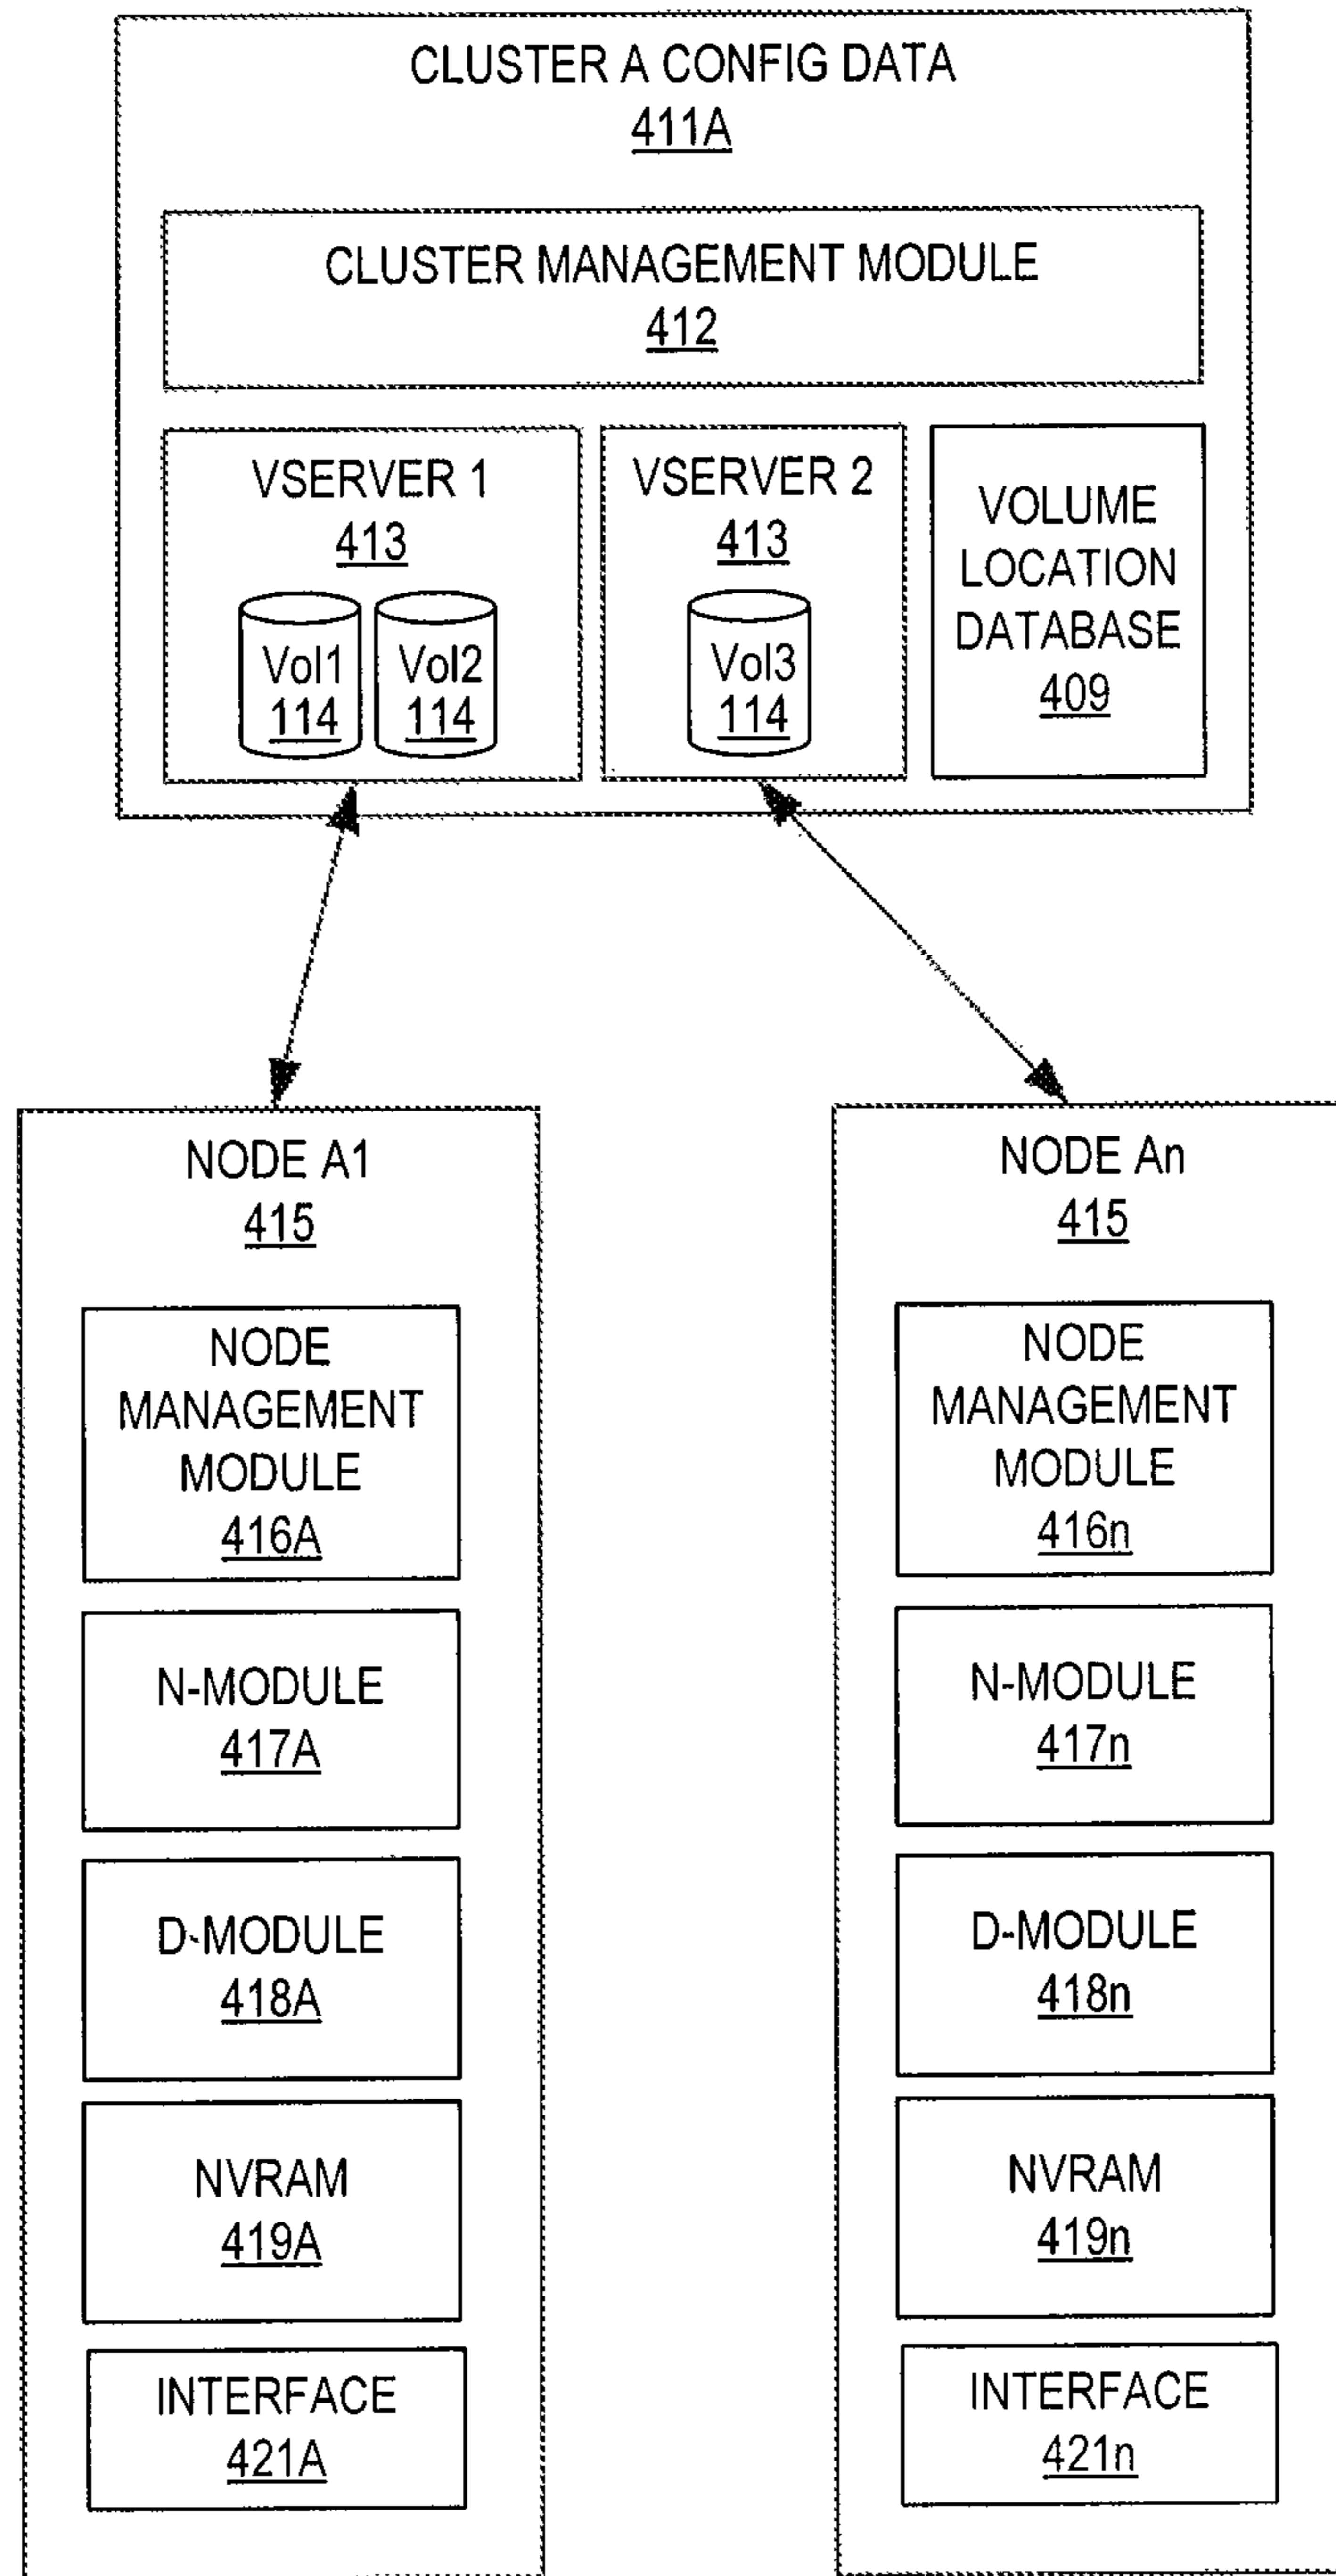 CLUSTER A CONFIG DATA
411A
CLUSTER MANAGEMENT MODULE
412
VSERVER 1
413
Vol1
114
Vol2
114
VSERVER 2
413
Vol3
114
VOLUME
LOCATION
DATABASE
409
NODE A1
415
NODE
MANAGEMENT
MODULE
416A
N-MODULE
417A
D-MODULE
418A
NVRAM
419A
INTERFACE
421A
NODE An
415
NODE
MANAGEMENT
MODULE
416n
N-MODULE
417n
D-MODULE
418n
NVRAM
419n
INTERFACE
421n